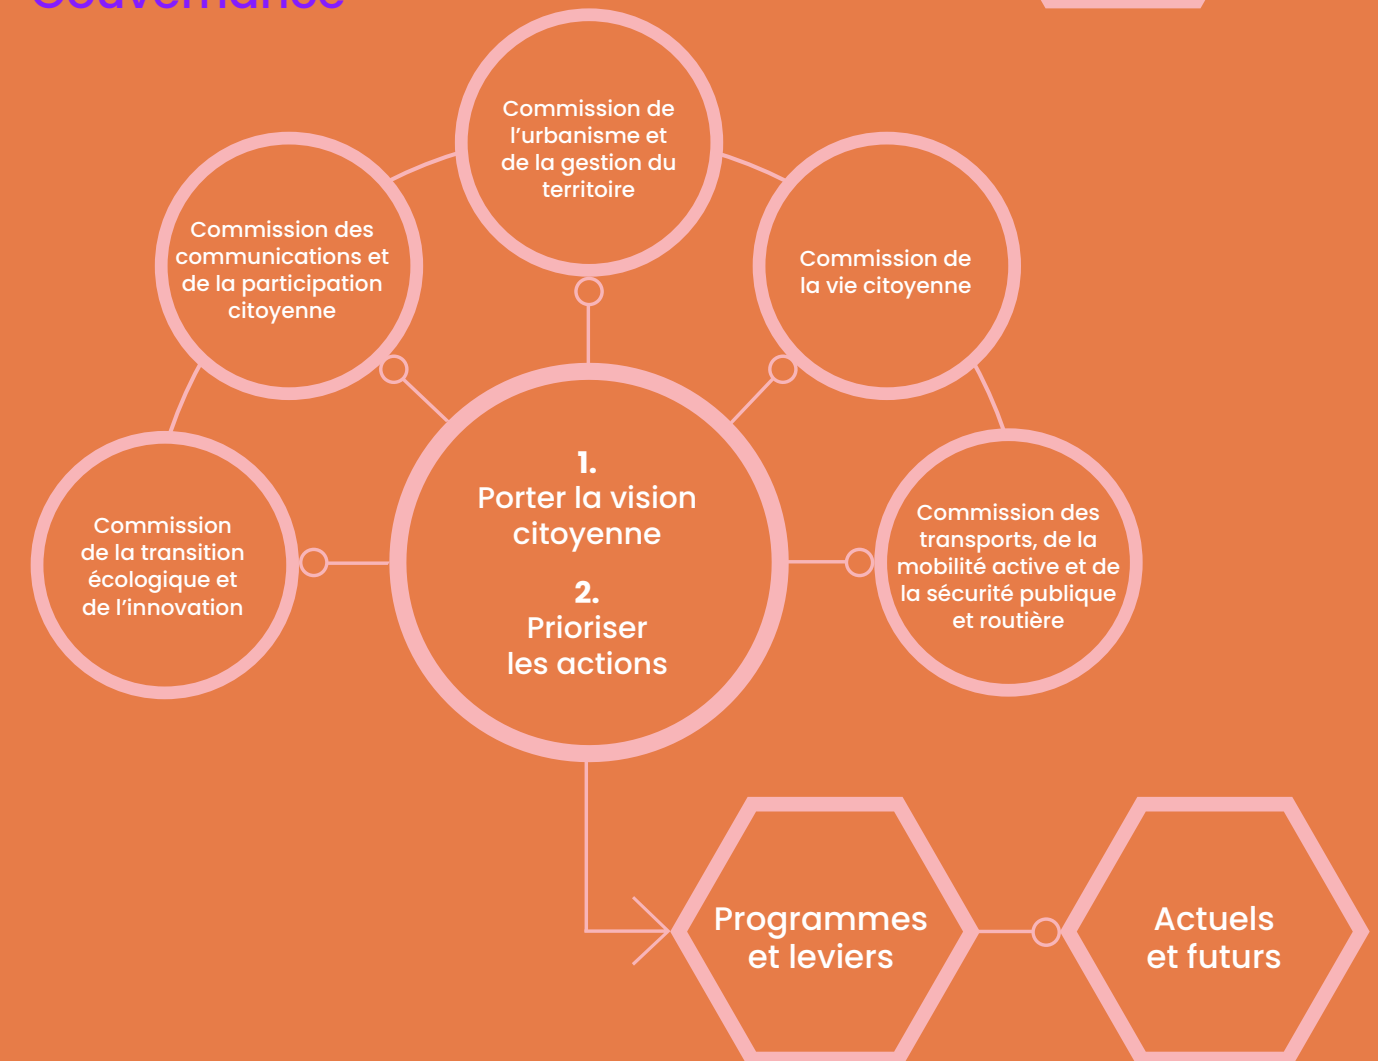 Gouvernance
Commission de
l'urbanisme et
de la gestion du
territoire
Commission des
communications et
de la participation
citoyenne
Commission de
la vie citoyenne
Commission
de la transition
écologique et
de l'innovation
1.
Porter la vision
citoyenne
2.
Prioriser
les actions
Commission des
transports, de la
mobilité active et de
la sécurité publique
et routière
Programmes
et leviers
Actuels
et futurs